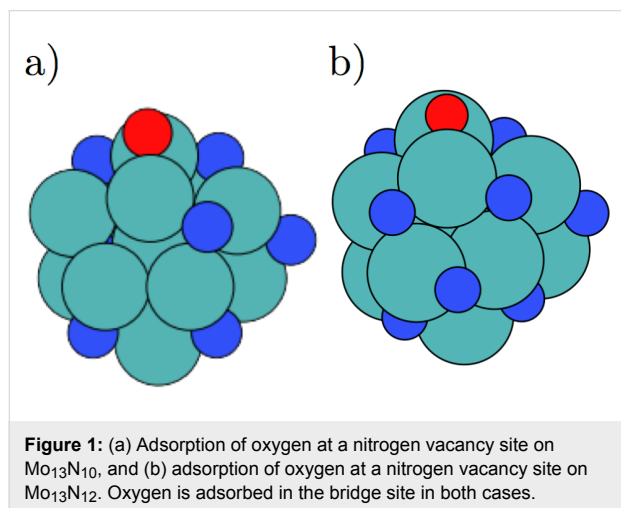 a)
b)
Figure 1: (a) Adsorption of oxygen at a nitrogen vacancy site on
Mo₁₃N₁₀, and (b) adsorption of oxygen at a nitrogen vacancy site on
Mo₁₃N₁₂. Oxygen is adsorbed in the bridge site in both cases.